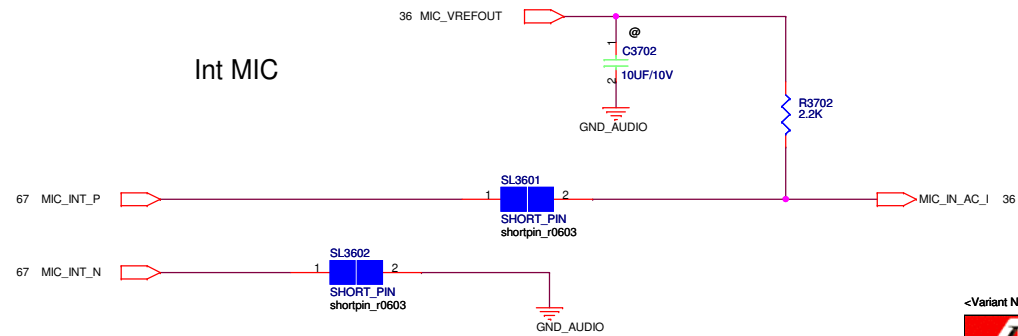 36 MIC_VREFOUT
@
1
C3702
Int MIC
10UF/10V
2
R3702
2.2K
GND_AUDIO
SL3601
67 MIC_INT_P
1
2
MIC_IN_AC_I 36
SHORT_PIN
shortpin_r0603
SL3602
67 MIC_INT_N
1
2
SHORT_PIN
shortpin_r0603
GND_AUDIO
<Variant N